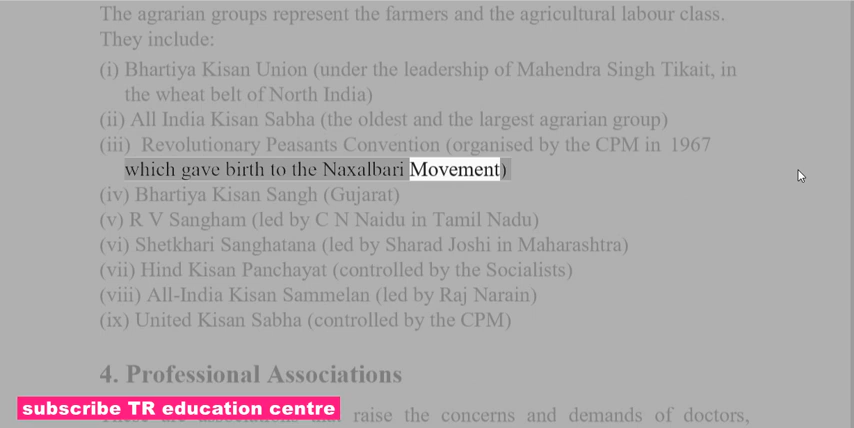 The agrarian groups represent the farmers and the agricultural labour class.
They include:
(i) Bhartiya Kisan Union (under the leadership of Mahendra Singh Tikait, in
the wheat belt of North India)
(ii) All India Kisan Sabha (the oldest and the largest agrarian group)
(iii) Revolutionary Peasants Convention (organised by the CPM in 1967
which gave birth to the Naxalbari Movement)
(iv) Bhartiya Kisan Sangh (Gujarat)
(v) R V Sangham (led by C N Naidu in Tamil Nadu)
(vi) Shetkhari Sanghatana (led by Sharad Joshi in Maharashtra)
(vii) Hind Kisan Panchayat (controlled by the Socialists)
(viii) All-India Kisan Sammelan (led by Raj Narain)
(ix) United Kisan Sabha (controlled by the CPM)
4. Professional Associations
subscribe TR education centre
raise the concerns and demands of doctors,